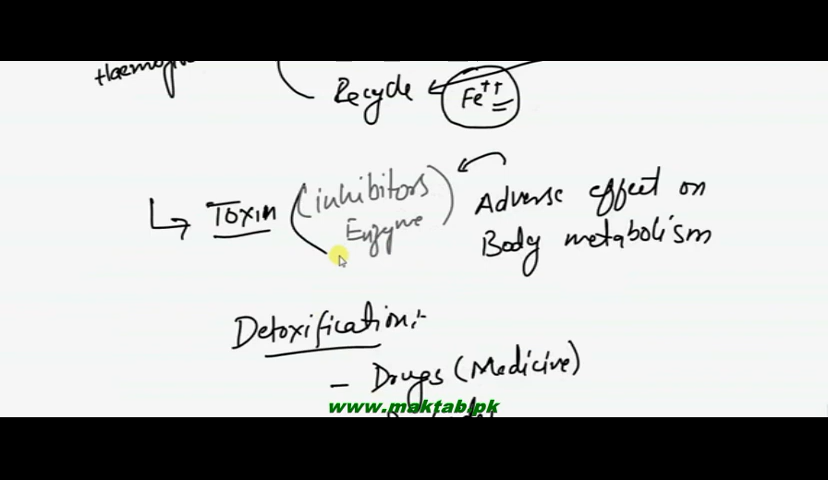 Recycle Fe++
Toxin (inhibitors Enzyme) Adverse effect on
Body metabolism
Detoxification:-
- Drugs (Medicine)
www.maktab.pk